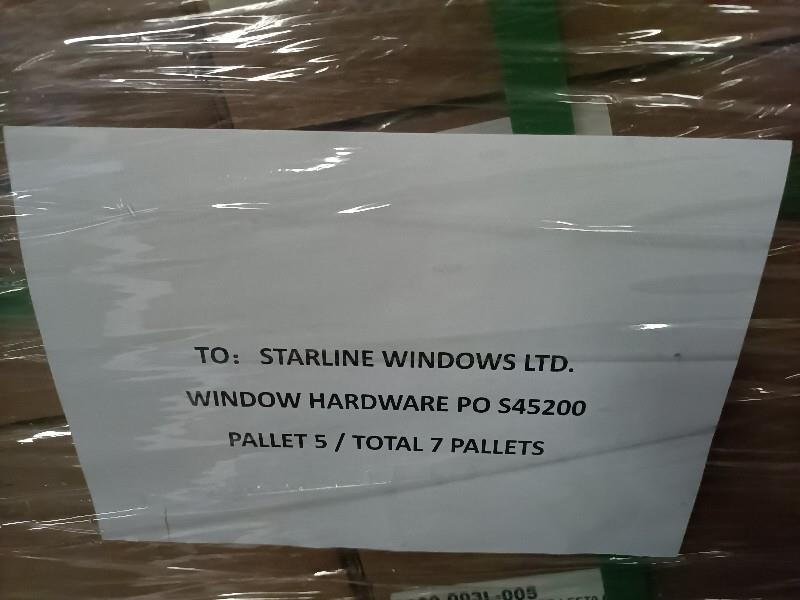 TO: STARLINE WINDOWS LTD.
WINDOW HARDWARE PO S45200
PALLET 5 / TOTAL 7 PALLETS